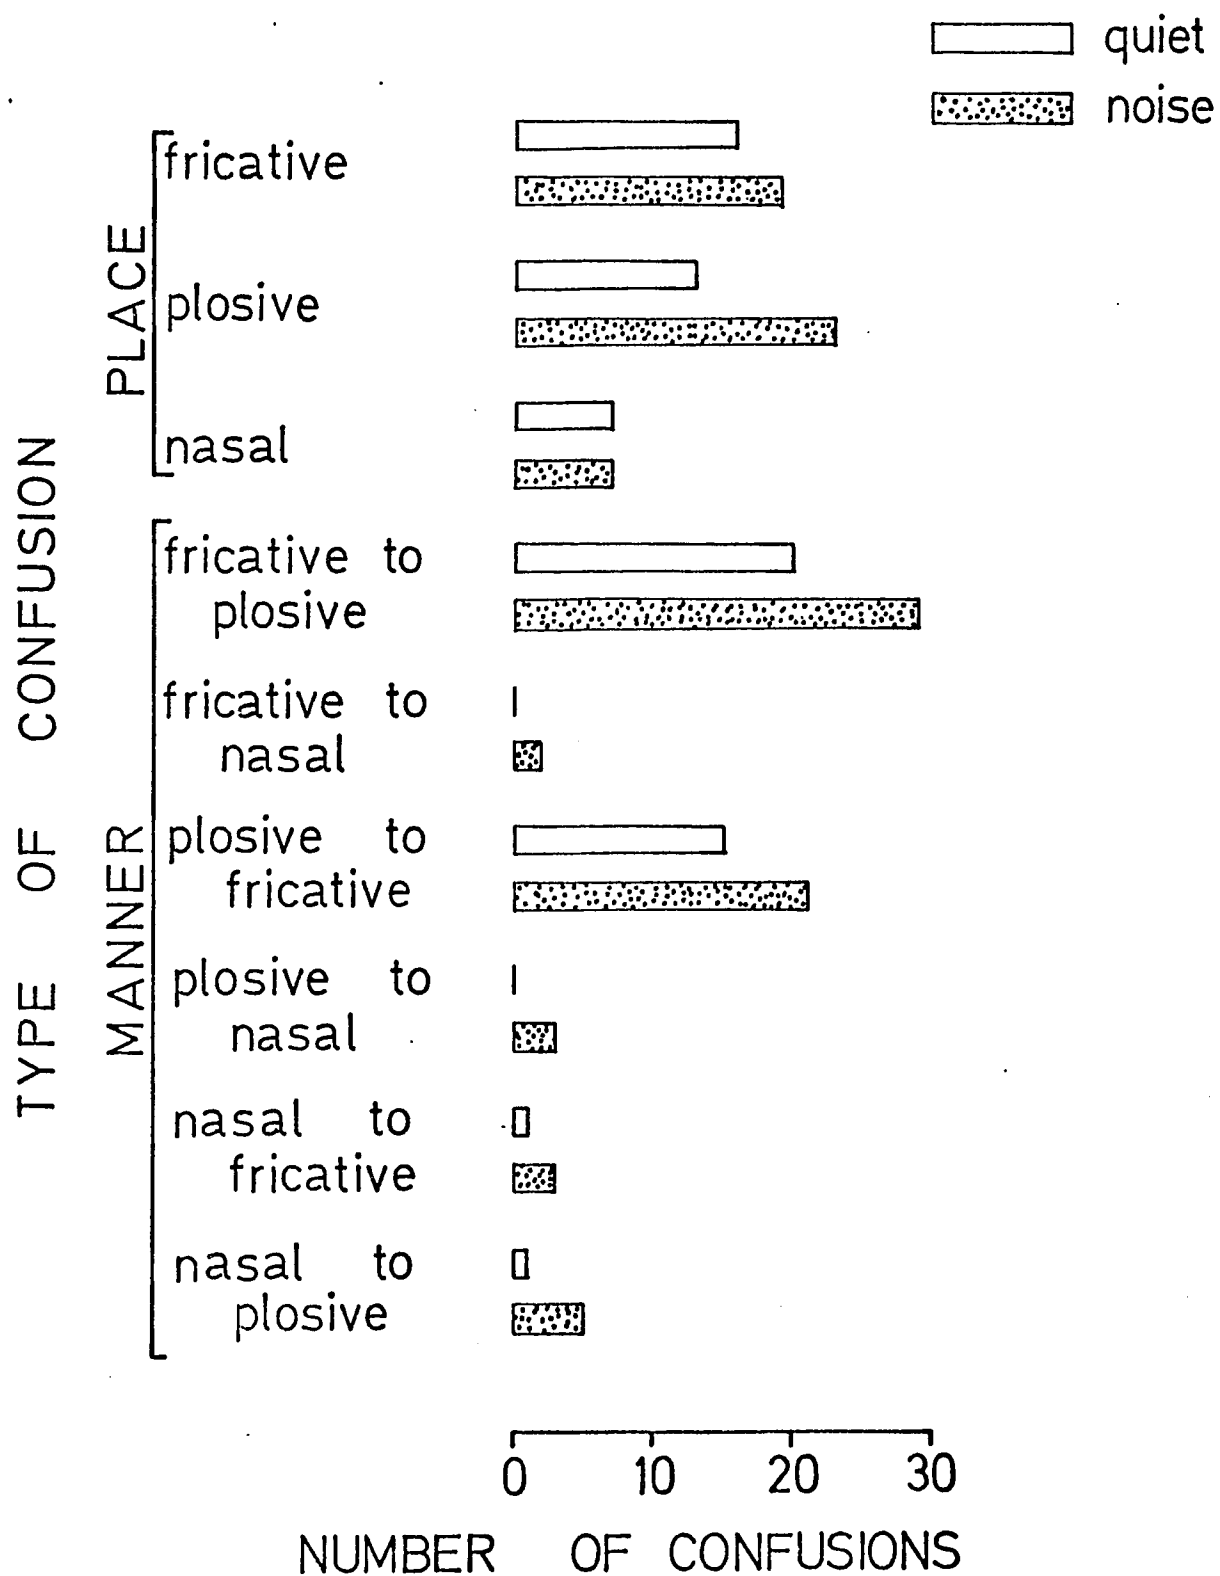 quiet
noise
TYPE OF CONFUSION
PLACE
fricative
plosive
nasal
MANNER
fricative to
plosive
fricative to
nasal
plosive to
fricative
plosive to
nasal
nasal to
fricative
nasal to
plosive
0 10 20 30
NUMBER OF CONFUSIONS